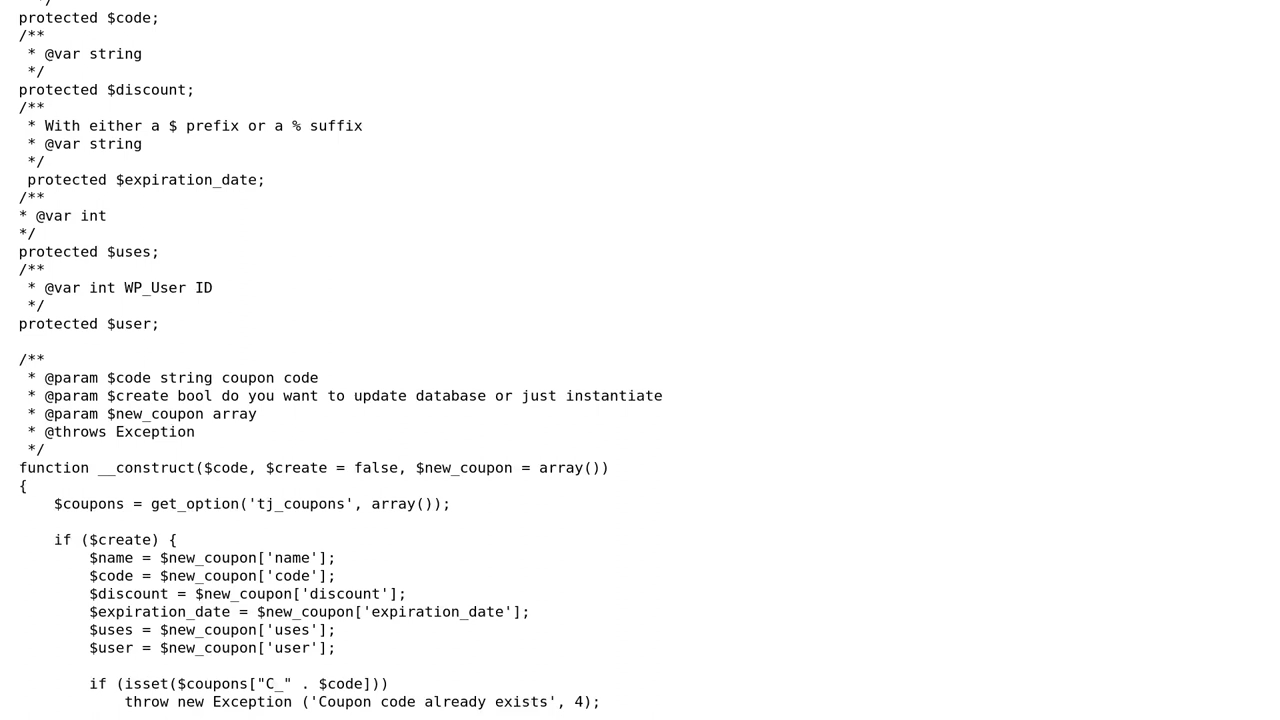 */
protected $code;
/**
 * @var string
 */
protected $discount;
/**
 * With either a $ prefix or a % suffix
 * @var string
 */
 protected $expiration_date;
/**
* @var int
*/
protected $uses;
/**
 * @var int WP_User ID
 */
protected $user;

/**
 * @param $code string coupon code
 * @param $create bool do you want to update database or just instantiate
 * @param $new_coupon array
 * @throws Exception
 */
function __construct($code, $create = false, $new_coupon = array())
{
    $coupons = get_option('tj_coupons', array());

    if ($create) {
        $name = $new_coupon['name'];
        $code = $new_coupon['code'];
        $discount = $new_coupon['discount'];
        $expiration_date = $new_coupon['expiration_date'];
        $uses = $new_coupon['uses'];
        $user = $new_coupon['user'];

        if (isset($coupons["C_" . $code]))
            throw new Exception ('Coupon code already exists', 4);